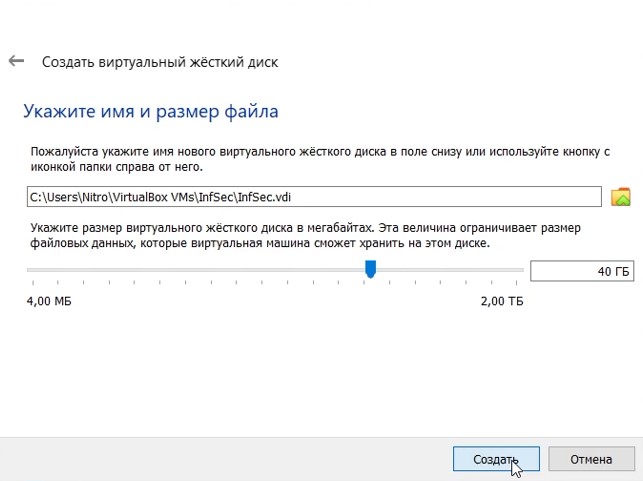 Создать виртуальный жёсткий диск
Укажите имя и размер файла
Пожалуйста укажите имя нового виртуального жёсткого диска в поле снизу или используйте кнопку с
иконкой папки справа от него.
C:\Users\Nitro\VirtualBox VMs\InfSec\InfSec.vdi
Укажите размер виртуального жёсткого диска в мегабайтах. Эта величина ограничивает размер
файловых данных, которые виртуальная машина сможет хранить на этом диске.
40 ГБ
4,00 МБ 2,00 ТБ
Создать Отмена